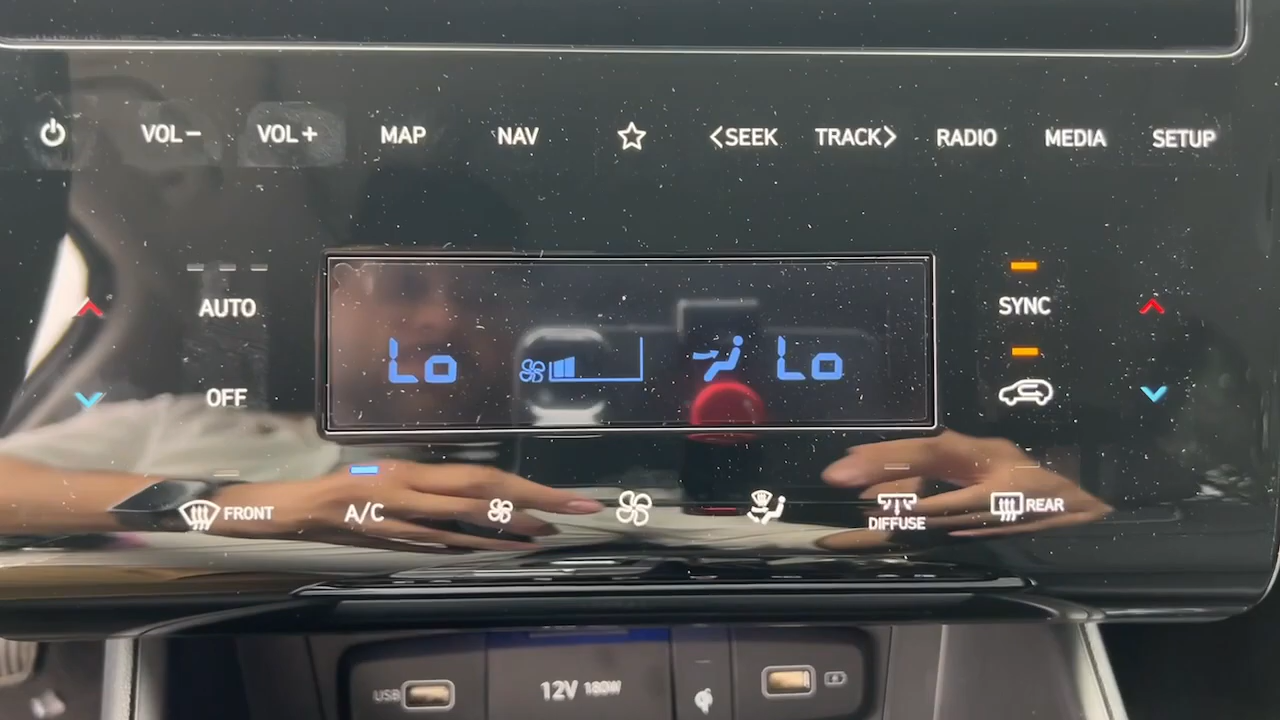 VOL− VOL+ MAP NAV <SEEK TRACK> RADIO MEDIA SETUP
AUTO SYNC
Lo Lo
OFF
FRONT A/C DIFFUSE REAR
USB 12V 180W